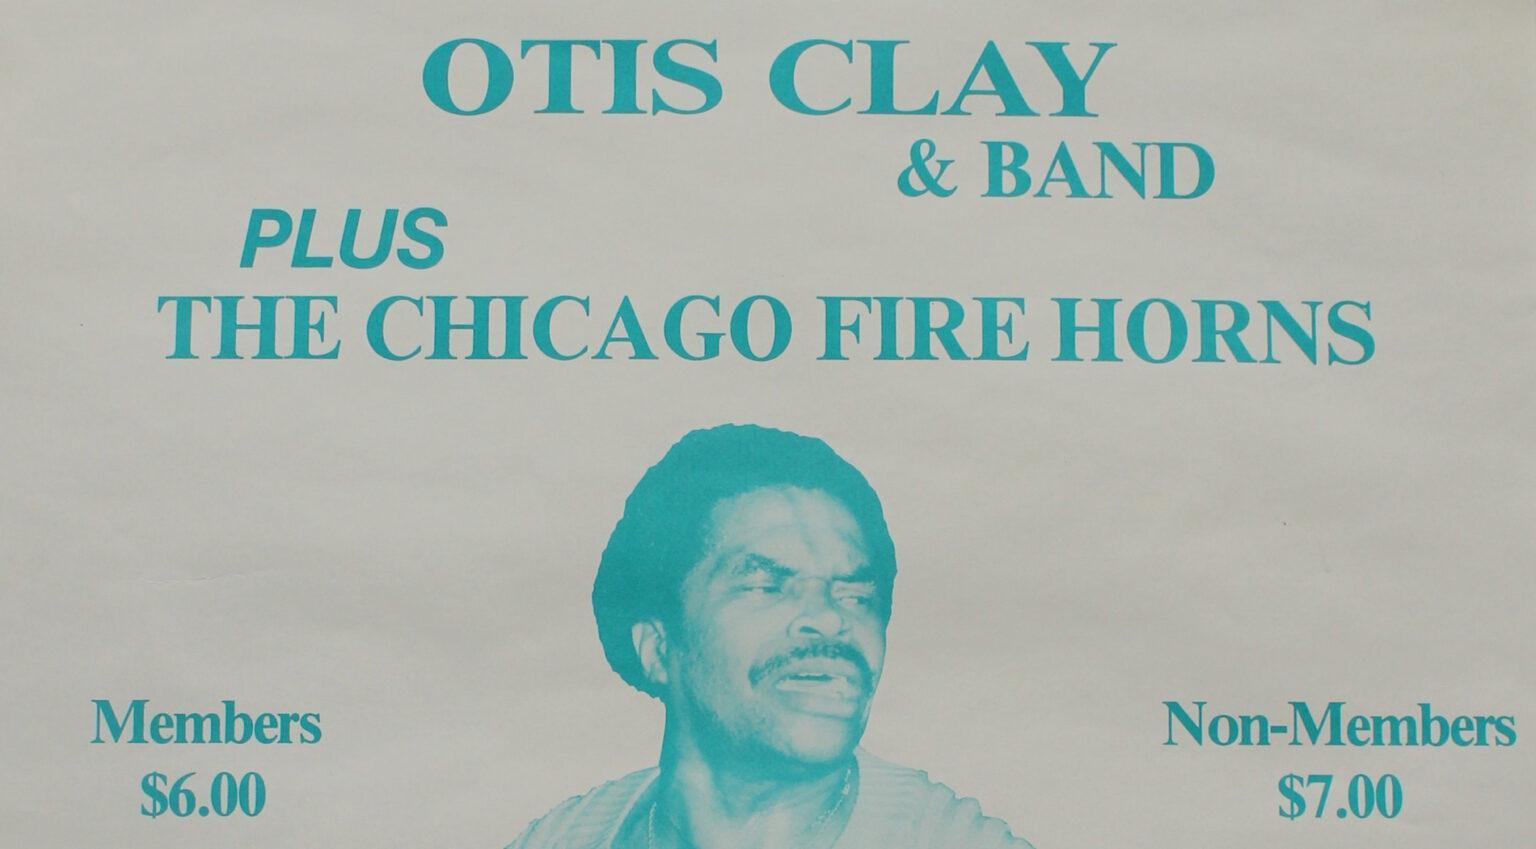 OTIS CLAY
& BAND
PLUS
THE CHICAGO FIRE HORNS
Members
$6.00
Non-Members
$7.00